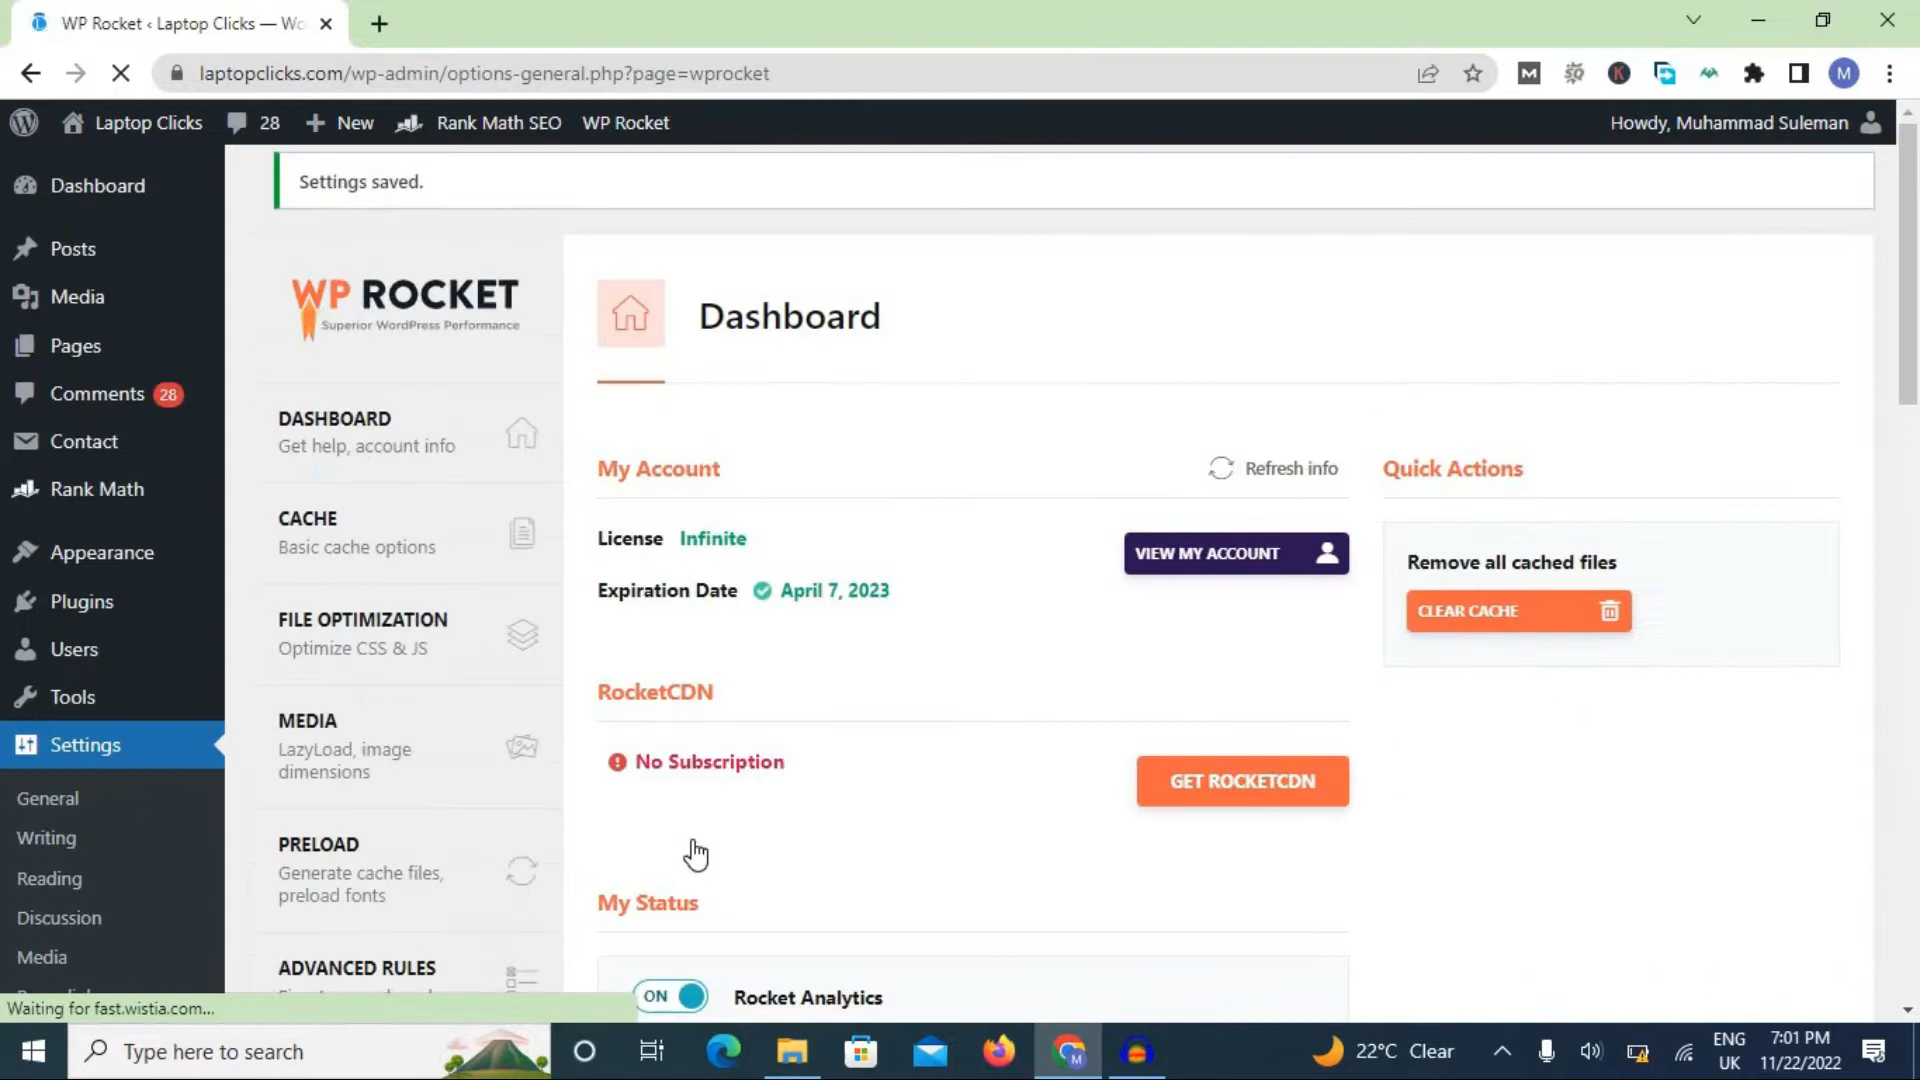 WP Rocket ‹ Laptop Clicks — Wo
laptopclicks.com/wp-admin/options-general.php?page=wprocket
M
Laptop Clicks 28 New Rank Math SEO WP Rocket Howdy, Muhammad Suleman
Dashboard
Posts
Media
Pages
Comments 28
Contact
Rank Math
Appearance
Plugins
Users
Tools
Settings
General
Writing
Reading
Discussion
Media
Settings saved.
WP ROCKET
Superior WordPress Performance
DASHBOARD
Get help, account info
CACHE
Basic cache options
FILE OPTIMIZATION
Optimize CSS & JS
MEDIA
LazyLoad, image
dimensions
PRELOAD
Generate cache files,
preload fonts
ADVANCED RULES
Dashboard
My Account Refresh info
License Infinite
VIEW MY ACCOUNT
Expiration Date April 7, 2023
RocketCDN
No Subscription
GET ROCKETCDN
My Status
ON Rocket Analytics
Quick Actions
Remove all cached files
CLEAR CACHE
Waiting for fast.wistia.com...
Type here to search
22°C Clear
ENG
UK
7:01 PM
11/22/2022